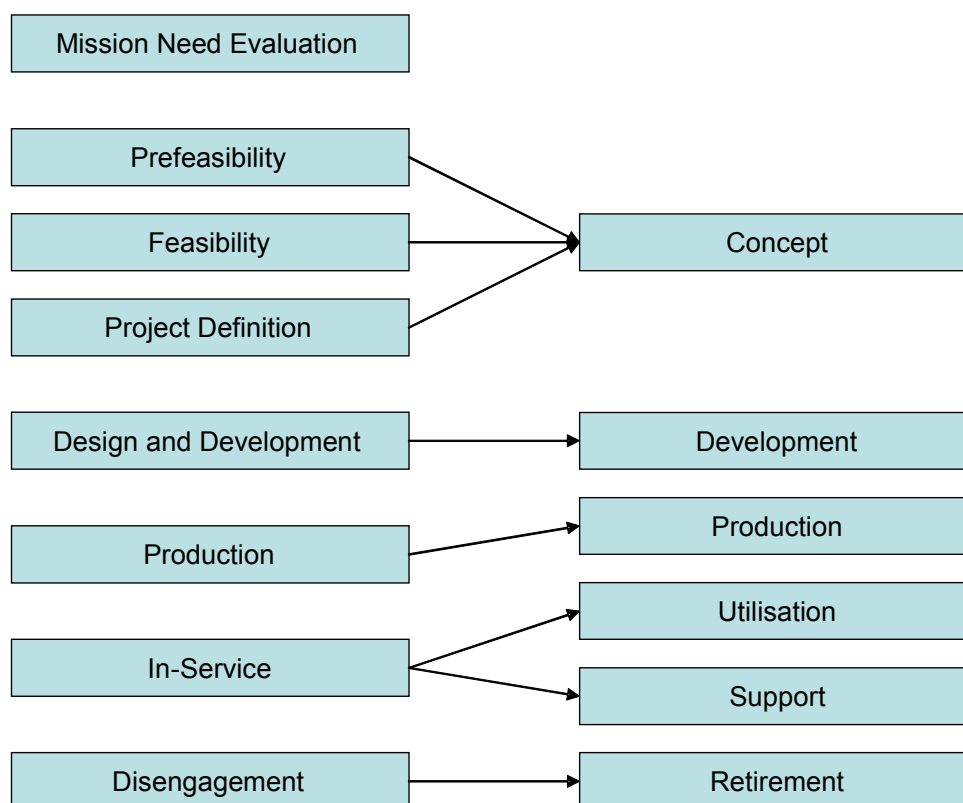 Mission Need Evaluation
Prefeasibility
Feasibility
Concept
Project Definition
Design and Development
Development
Production
Production
Utilisation
In-Service
Support
Disengagement
Retirement